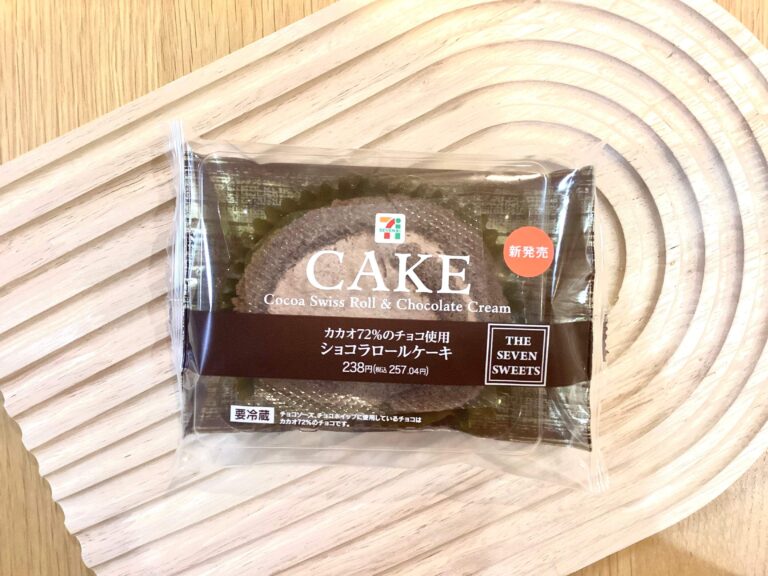 7
SEVEN
新発売
CAKE
Cocoa Swiss Roll & Chocolate Cream
カカオ72%のチョコ使用
ショコラロールケーキ
238円(税込 257.04円)
THE
SEVEN
SWEETS
要冷蔵
チョコソース、チョコホイップに使用しているチョコは
カカオ72%のチョコです。